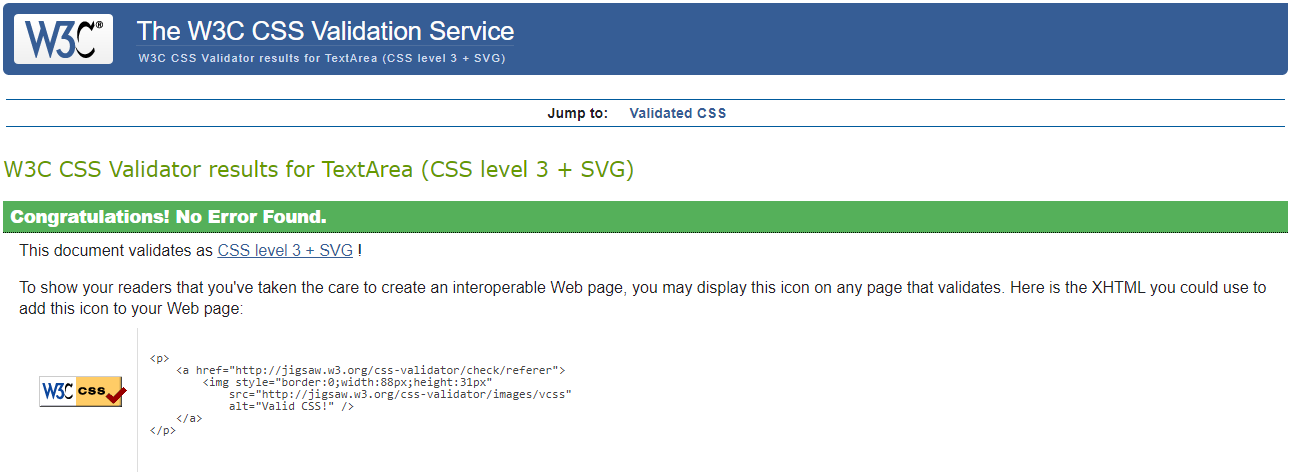 W3C®
The W3C CSS Validation Service
W3C CSS Validator results for TextArea (CSS level 3 + SVG)
Jump to: Validated CSS
W3C CSS Validator results for TextArea (CSS level 3 + SVG)
Congratulations! No Error Found.
This document validates as CSS level 3 + SVG !
To show your readers that you've taken the care to create an interoperable Web page, you may display this icon on any page that validates. Here is the XHTML you could use to
add this icon to your Web page:
W3C css
<p>
    <a href="http://jigsaw.w3.org/css-validator/check/referer">
        <img style="border:0;width:88px;height:31px"
            src="http://jigsaw.w3.org/css-validator/images/vcss"
            alt="Valid CSS!" />
    </a>
</p>